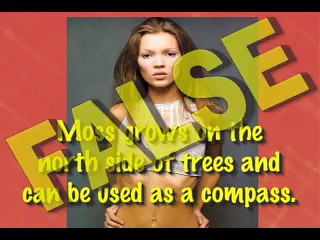 FALSE
Moss grows on the
north side of trees and
can be used as a compass.